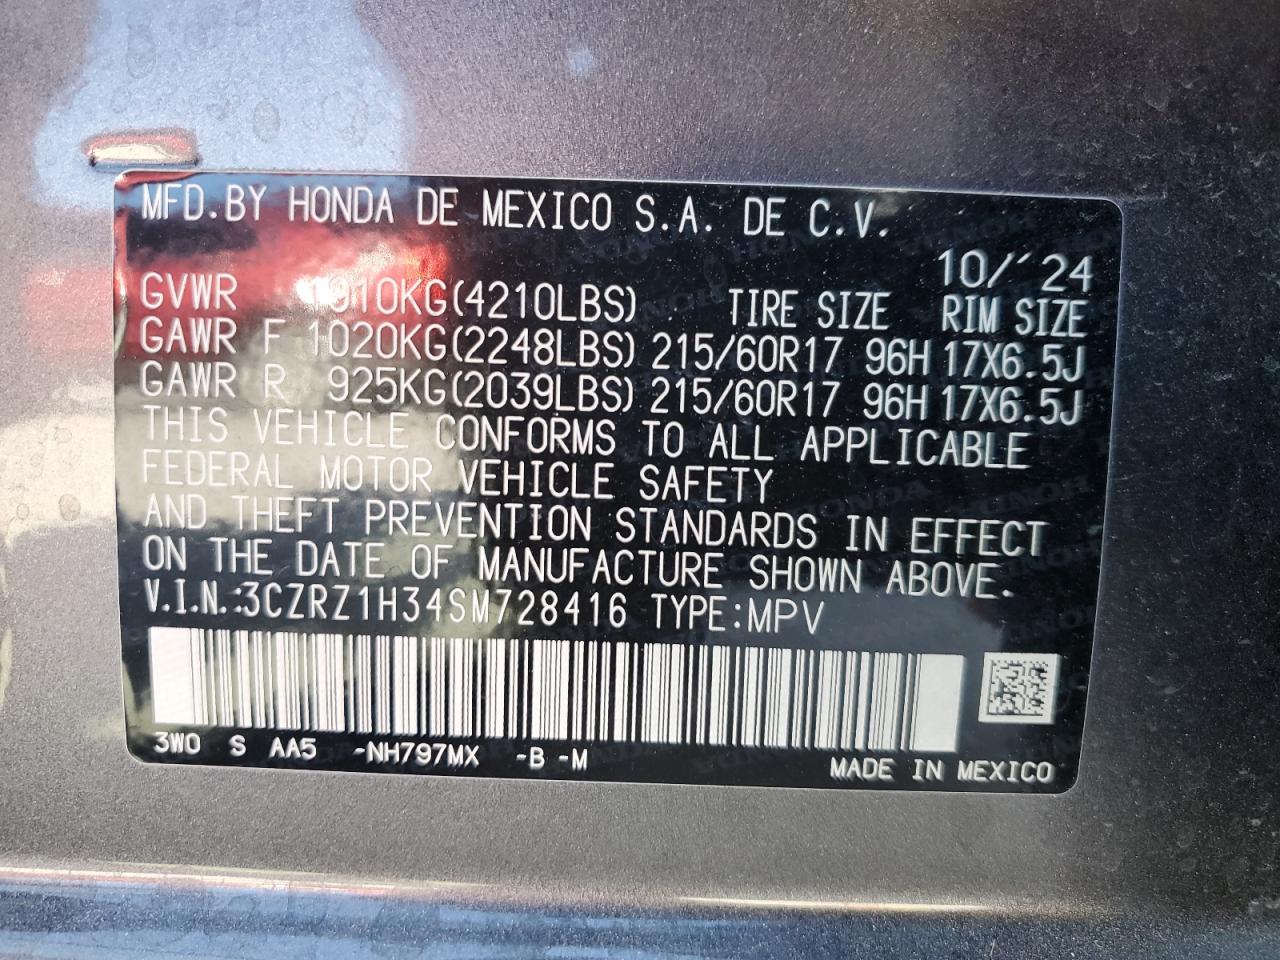 MFD.BY HONDA DE MEXICO S.A. DE C.V.
10/ ´24
GVWR 1910KG(4210LBS) TIRE SIZE RIM SIZE
GAWR F 1020KG(2248LBS) 215/60R17 96H 17X6.5J
GAWR R 925KG(2039LBS) 215/60R17 96H 17X6.5J
THIS VEHICLE CONFORMS TO ALL APPLICABLE
FEDERAL MOTOR VEHICLE SAFETY
AND THEFT PREVENTION STANDARDS IN EFFECT
ON THE DATE OF MANUFACTURE SHOWN ABOVE.
V.I.N.:3CZRZ1H34SM728416 TYPE:MPV
3W0 S AA5 -NH797MX -B -M
MADE IN MEXICO